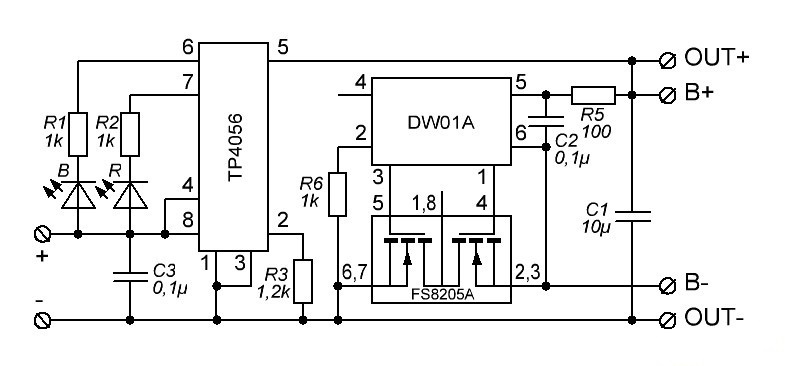 6
5
OUT+
7
4
5
B+
R1
1k
R2
1k
TP4056
DW01A
R5
100
2
6
C2
0,1µ
B
R
4
3
1
R6
1k
5
1,8
4
C1
10µ
8
2
+
C3
0,1µ
1
3
R3
1,2k
6,7
2,3
FS8205A
B-
-
OUT-